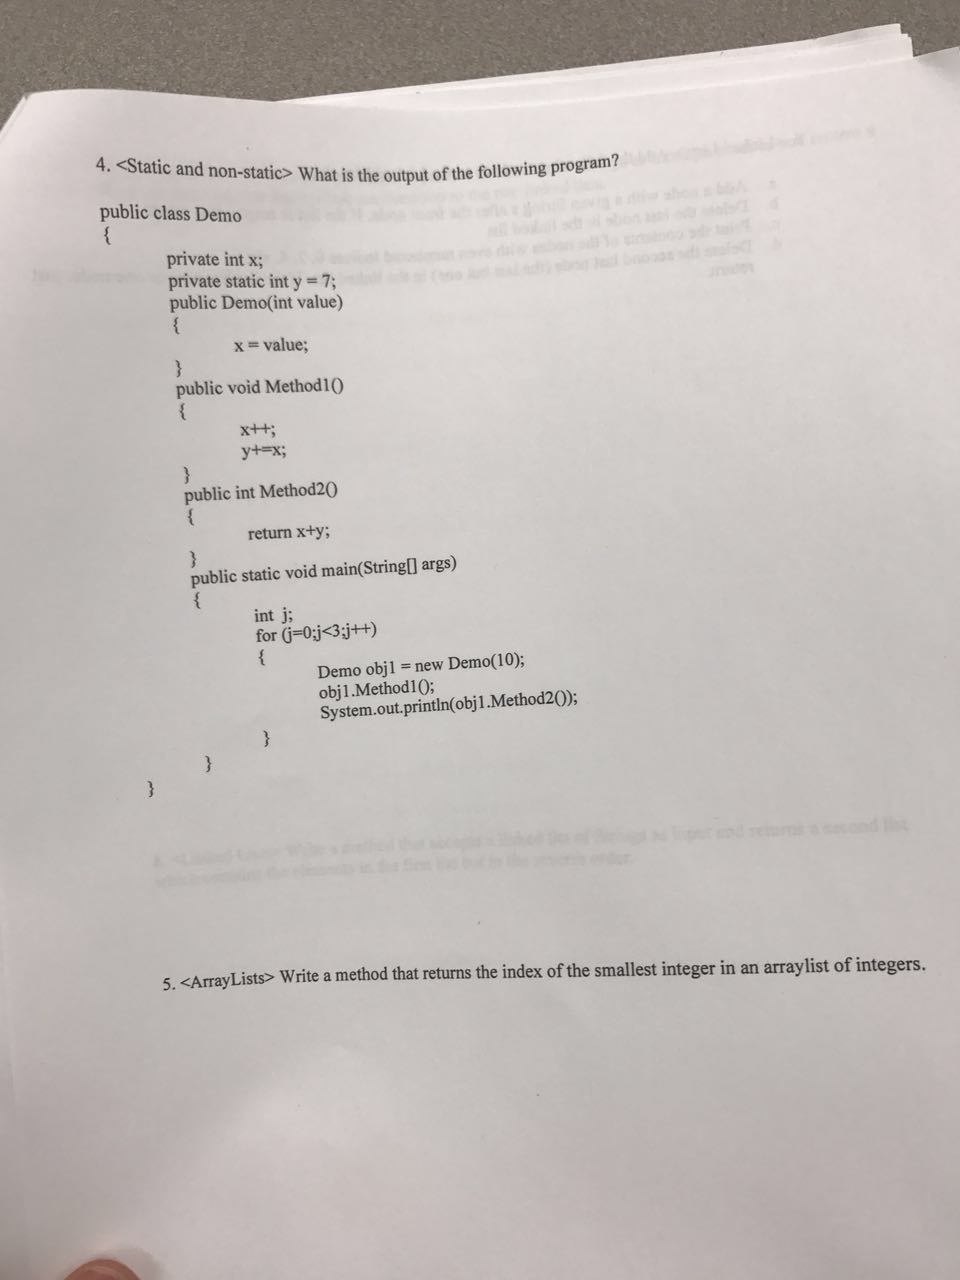 4. <Static and non-static> What is the output of the following program?
public class Demo
{
private int x;
private static int y = 7;
public Demo(int value)
{
x = value;
}
public void Method1()
{
x++;
y+=x;
}
public int Method2()
{
return x+y;
}
public static void main(String[] args)
{
int j;
for (j=0;j<3;j++)
{
Demo obj1 = new Demo(10);
obj1.Method1();
System.out.println(obj1.Method2());
}
}
}
5. <ArrayLists> Write a method that returns the index of the smallest integer in an arraylist of integers.